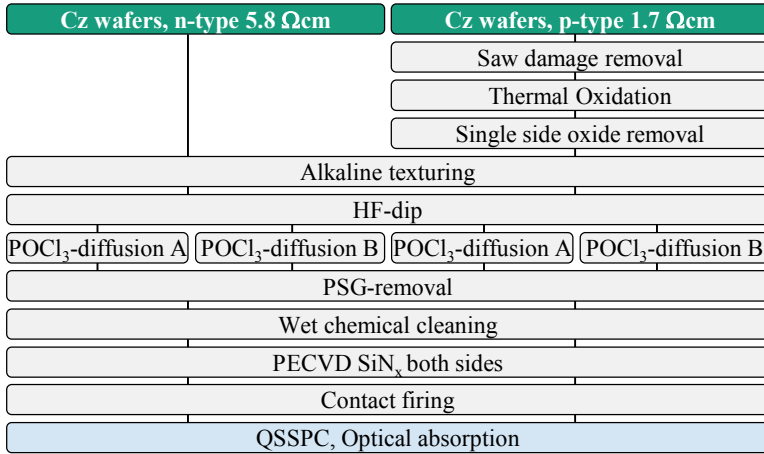 Cz wafers, n-type 5.8 Ωcm
Cz wafers, p-type 1.7 Ωcm
Saw damage removal
Thermal Oxidation
Single side oxide removal
Alkaline texturing
HF-dip
POCl₃-diffusion A
POCl₃-diffusion B
POCl₃-diffusion A
POCl₃-diffusion B
PSG-removal
Wet chemical cleaning
PECVD SiNₓ both sides
Contact firing
QSSPC, Optical absorption